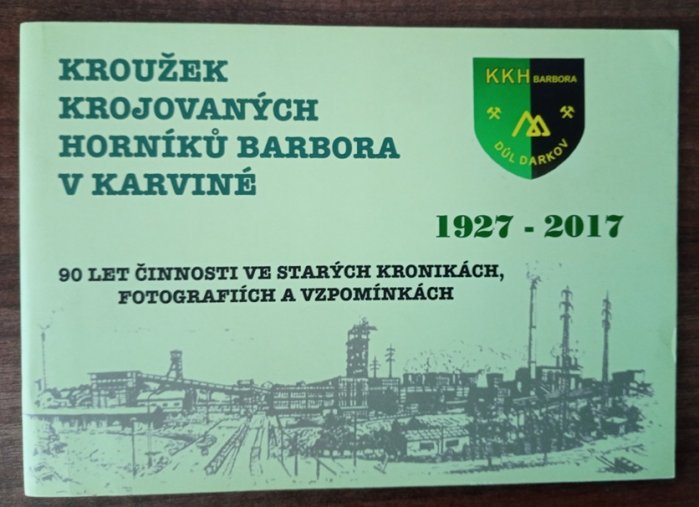 KROUŽEK
KROJOVANÝCH
HORNÍKŮ BARBORA
V KARVINÉ
KKH BARBORA
DŮL DARKOV
1927 - 2017
90 LET ČINNOSTI VE STARÝCH KRONIKÁCH,
FOTOGRAFIÍCH A VZPOMÍNKÁCH